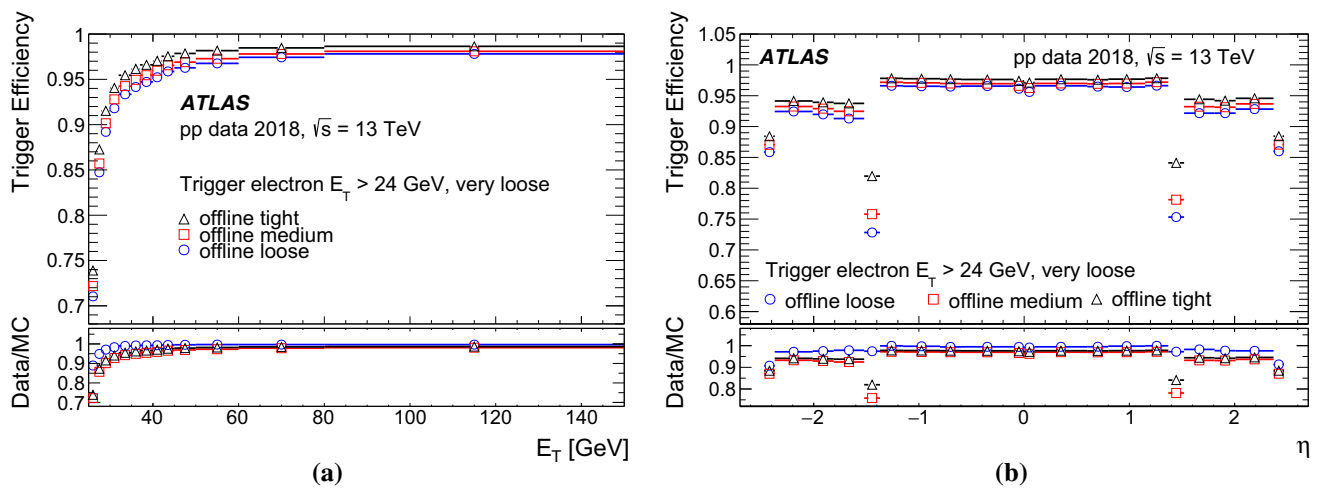 Trigger Efficiency
1
0.95
0.9
0.85
0.8
0.75
0.7
ATLAS
pp data 2018, √s = 13 TeV
Trigger electron E_T > 24 GeV, very loose
offline tight
offline medium
offline loose
Data/MC
1
0.9
0.8
0.7
40 60 80 100 120 140
E_T [GeV]
(a)
Trigger Efficiency
1.05
1
0.95
0.9
0.85
0.8
0.75
0.7
0.65
0.6
ATLAS
pp data 2018, √s = 13 TeV
Trigger electron E_T > 24 GeV, very loose
offline loose offline medium offline tight
Data/MC
1
0.9
0.8
−2 −1 0 1 2
η
(b)